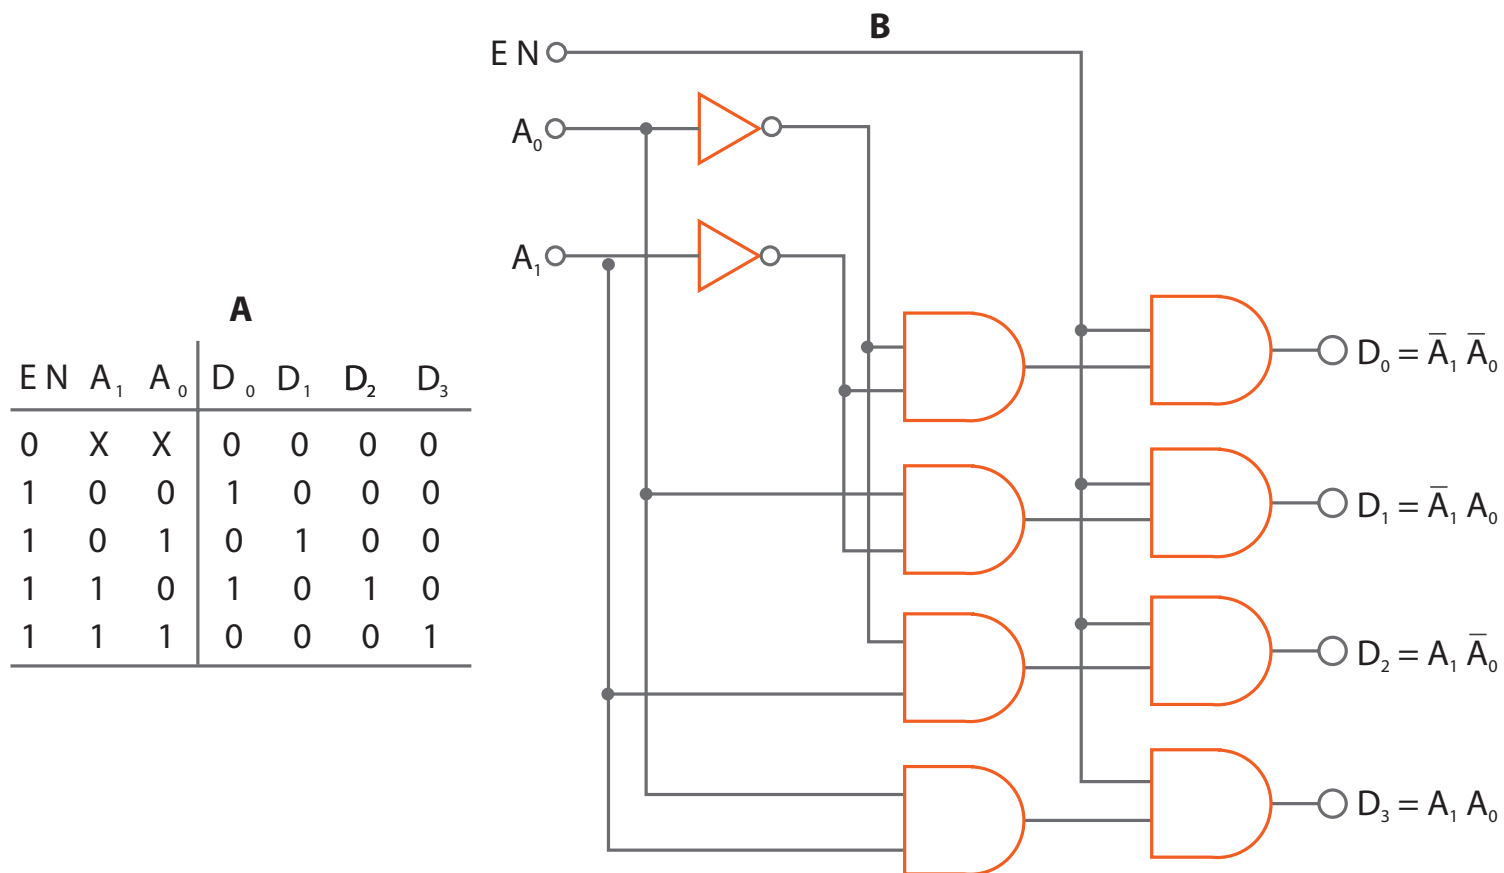 A
E N A₁ A₀ D₀ D₁ D₂ D₃
0 X X 0 0 0 0
1 0 0 1 0 0 0
1 0 1 0 1 0 0
1 1 0 1 0 1 0
1 1 1 0 0 0 1
B
E N
A₀
A₁
D₀ = A̅₁ A̅₀
D₁ = A̅₁ A₀
D₂ = A₁ A̅₀
D₃ = A₁ A₀